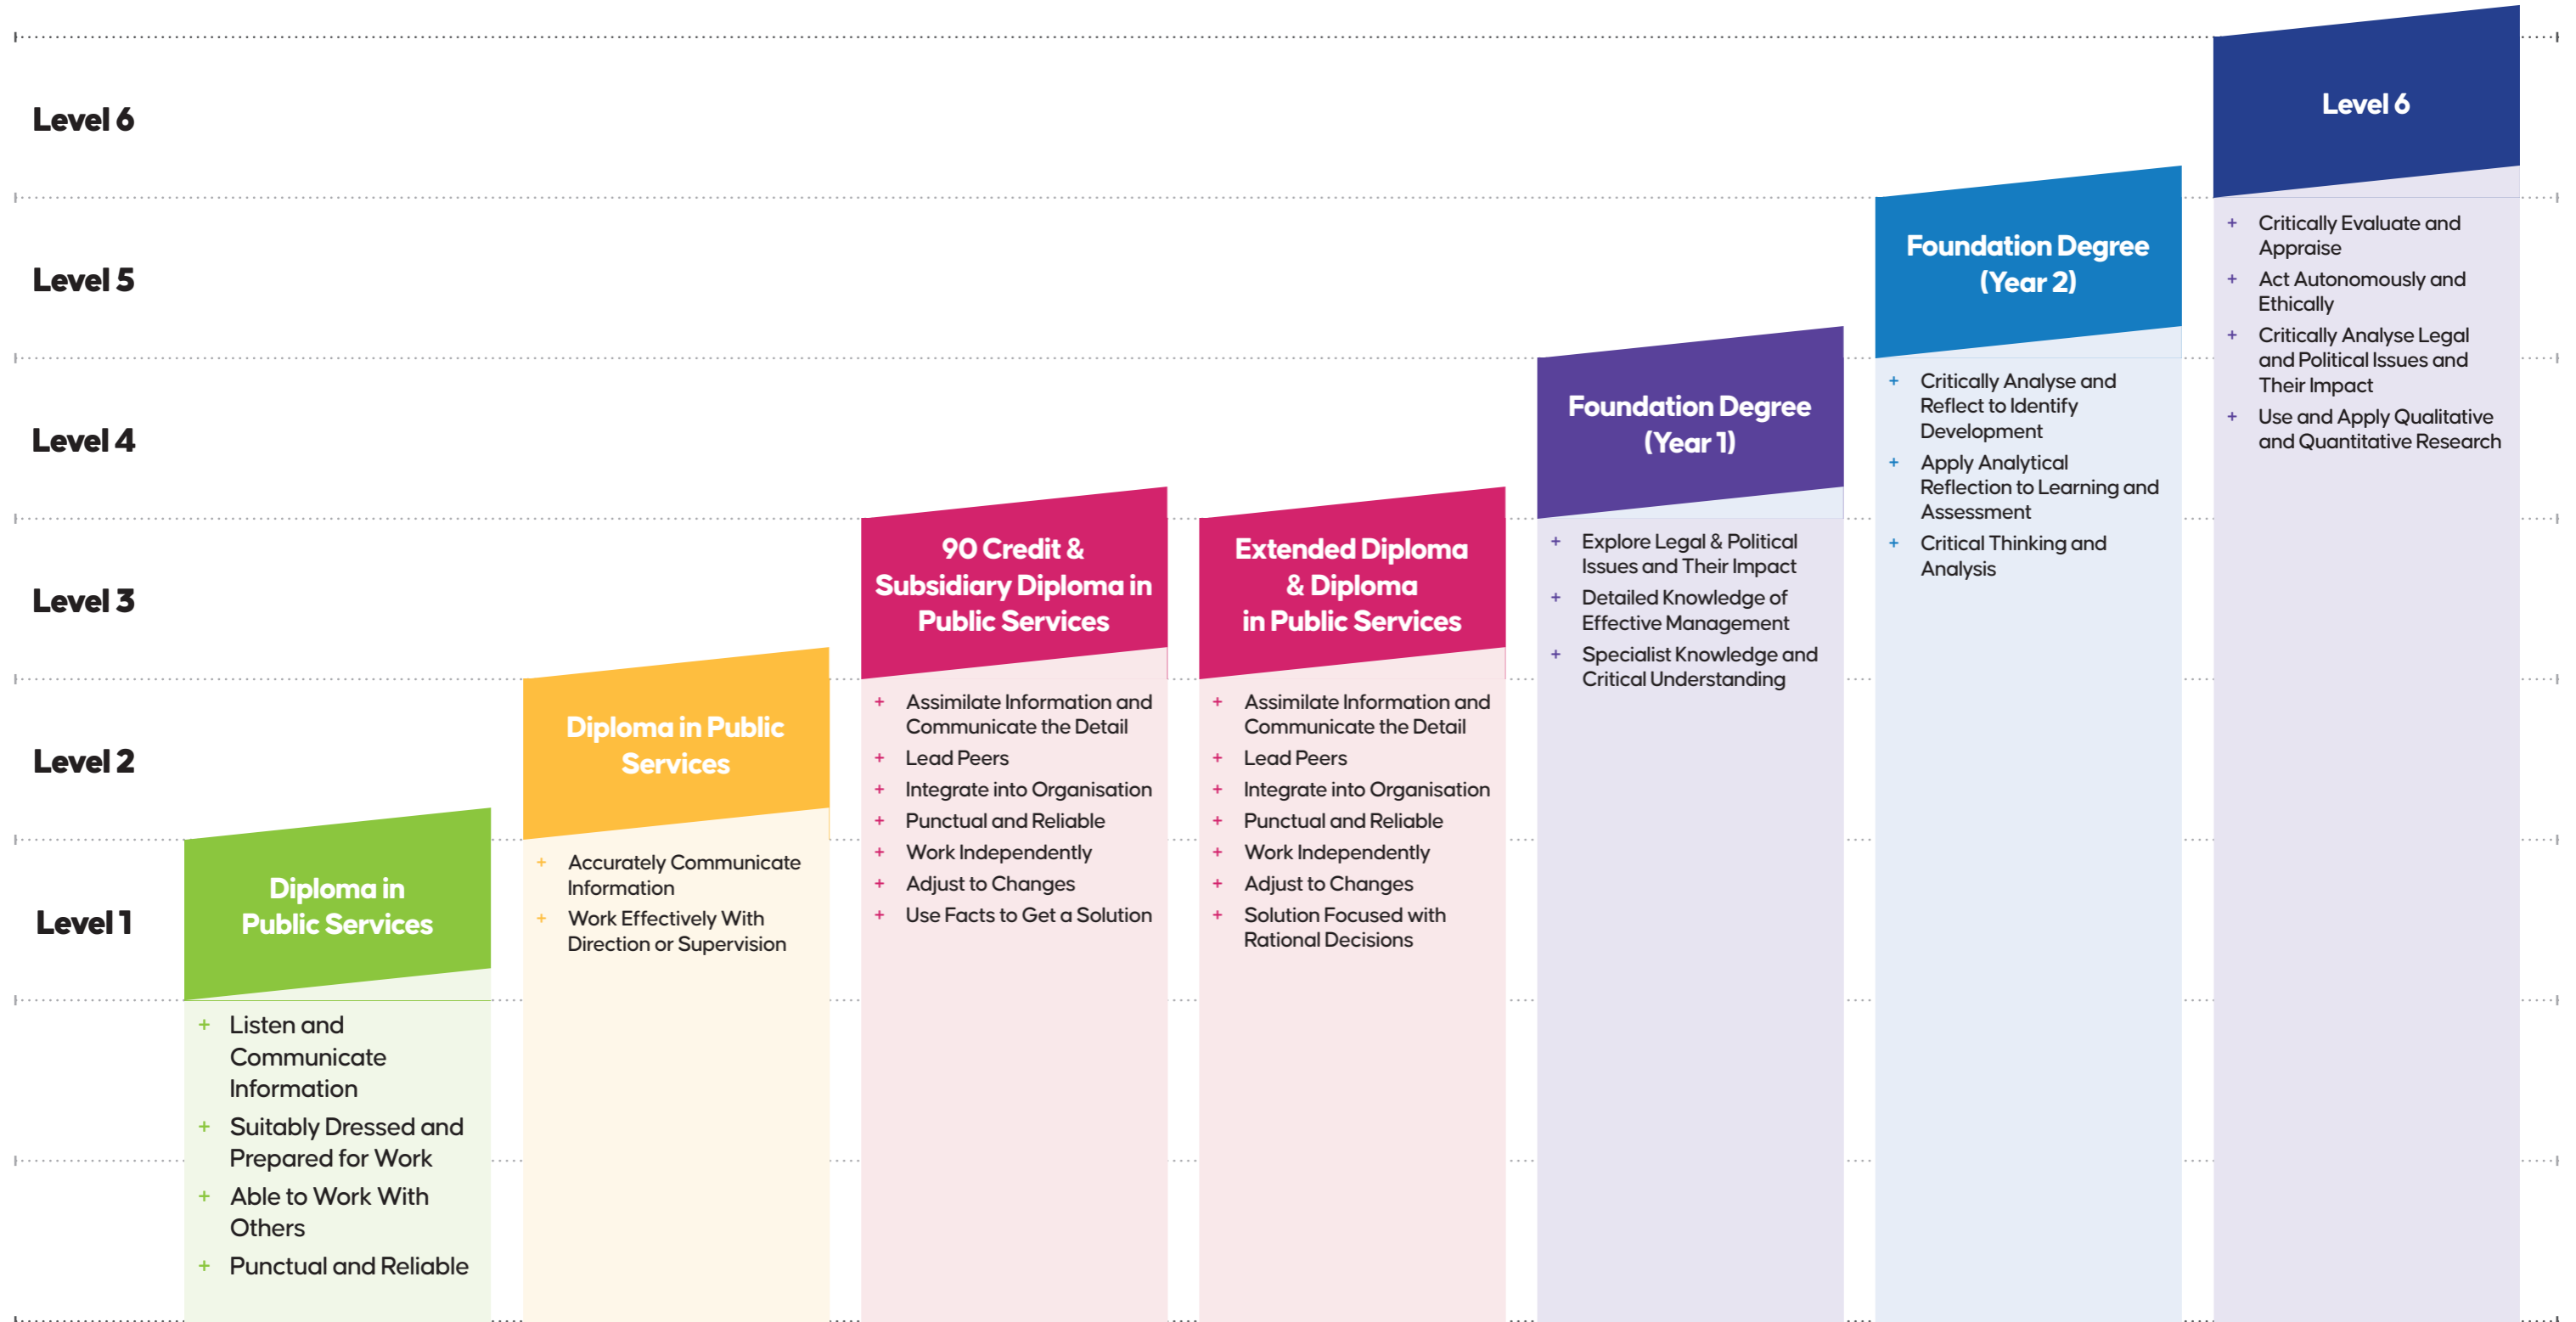 Level 6
Level 5
Level 4
Level 3
Level 2
Level 1
Diploma in
Public Services
+ Listen and
Communicate
Information
+ Suitably Dressed and
Prepared for Work
+ Able to Work With
Others
+ Punctual and Reliable
Diploma in Public
Services
+ Accurately Communicate
Information
+ Work Effectively With
Direction or Supervision
90 Credit &
Subsidiary Diploma in
Public Services
+ Assimilate Information and
Communicate the Detail
+ Lead Peers
+ Integrate into Organisation
+ Punctual and Reliable
+ Work Independently
+ Adjust to Changes
+ Use Facts to Get a Solution
Extended Diploma
& Diploma
in Public Services
+ Assimilate Information and
Communicate the Detail
+ Lead Peers
+ Integrate into Organisation
+ Punctual and Reliable
+ Work Independently
+ Adjust to Changes
+ Solution Focused with
Rational Decisions
Foundation Degree
(Year 1)
+ Explore Legal & Political
Issues and Their Impact
+ Detailed Knowledge of
Effective Management
+ Specialist Knowledge and
Critical Understanding
Foundation Degree
(Year 2)
+ Critically Analyse and
Reflect to Identify
Development
+ Apply Analytical
Reflection to Learning and
Assessment
+ Critical Thinking and
Analysis
Level 6
+ Critically Evaluate and
Appraise
+ Act Autonomously and
Ethically
+ Critically Analyse Legal
and Political Issues and
Their Impact
+ Use and Apply Qualitative
and Quantitative Research